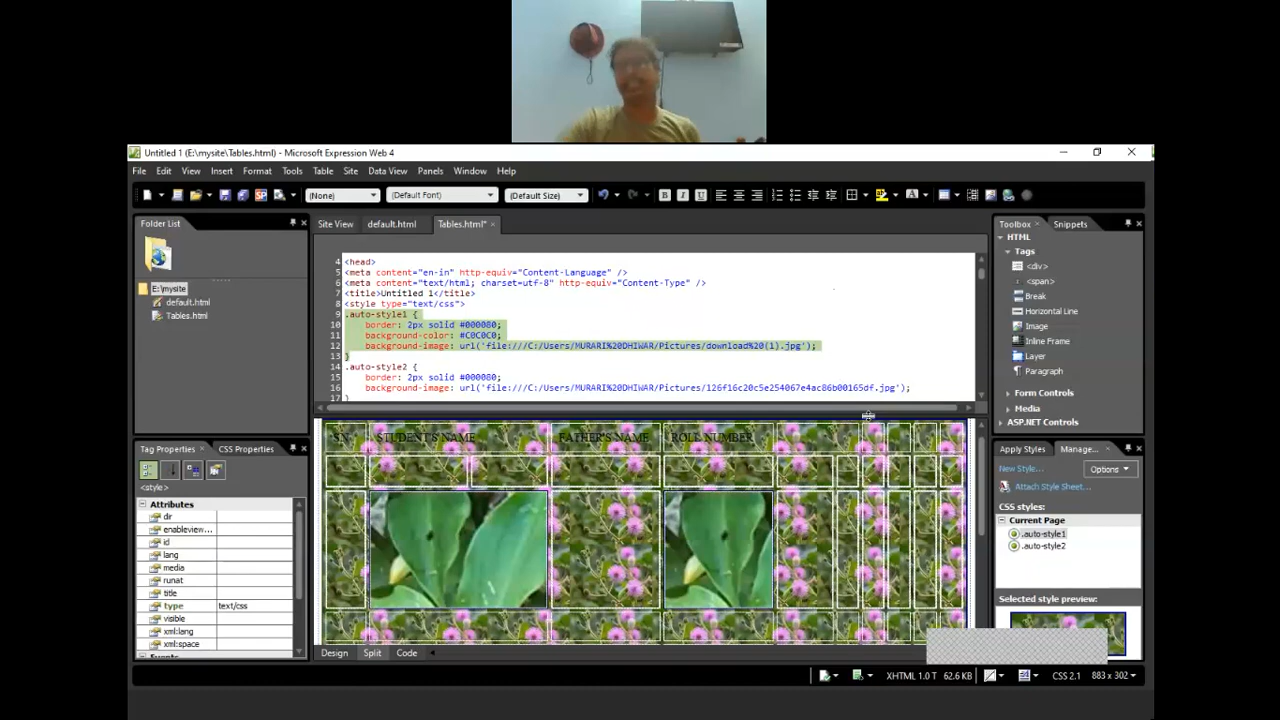 Untitled 1 (E:\mysite\Tables.html) - Microsoft Expression Web 4
File Edit View Insert Format Tools Table Site Data View Panels Window Help
(None) (Default Font) (Default Size) B I U A
Folder List
E:\mysite
default.html
Tables.html
Site View default.html Tables.html* ×
4 <head>
5 <meta content="en-in" http-equiv="Content-Language" />
6 <meta content="text/html; charset=utf-8" http-equiv="Content-Type" />
7 <title>Untitled 1</title>
8 <style type="text/css">
9 .auto-style1 {
10 border: 2px solid #000080;
11 background-color: #C0C0C0;
12 background-image: url('file:///C:/Users/MURARI%20DHIWAR/Pictures/download%20(1).jpg');
13 }
14 .auto-style2 {
15 border: 2px solid #000080;
16 background-image: url('file:///C:/Users/MURARI%20DHIWAR/Pictures/126f16c20c5e254067e4ac86b00165df.jpg');
17 }
S.N STUDENT'S NAME FATHER'S NAME ROLL NUMBER
Design Split Code
Toolbox × Snippets
HTML
Tags
<div>
<span>
Break
Horizontal Line
Image
Inline Frame
Layer
Paragraph
Form Controls
Media
ASP.NET Controls
Tag Properties × CSS Properties
<style>
Attributes
dir
enableview...
id
lang
media
runat
title
type text/css
visible
xml:lang
xml:space
Events
Apply Styles Manage... ×
New Style... Options
Attach Style Sheet...
CSS styles:
Current Page
.auto-style1
.auto-style2
Selected style preview:
XHTML 1.0 T 62.6 KB CSS 2.1 883 x 302